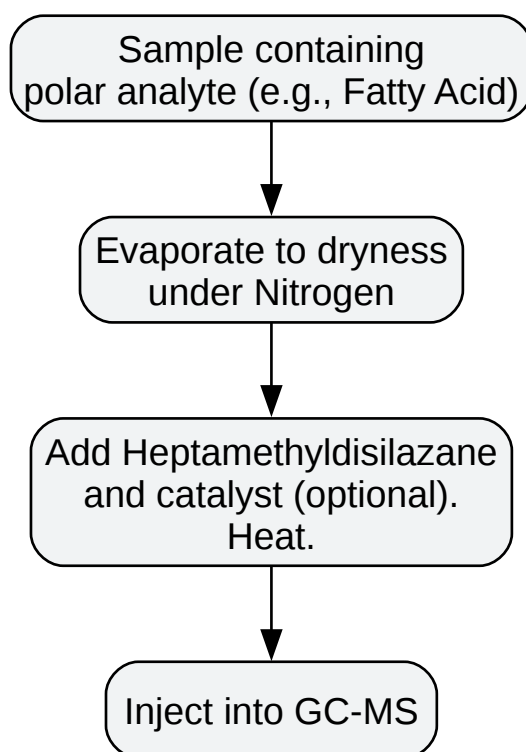 Sample containing
polar analyte (e.g., Fatty Acid)
Evaporate to dryness
under Nitrogen
Add Heptamethyldisilazane
and catalyst (optional).
Heat.
Inject into GC-MS